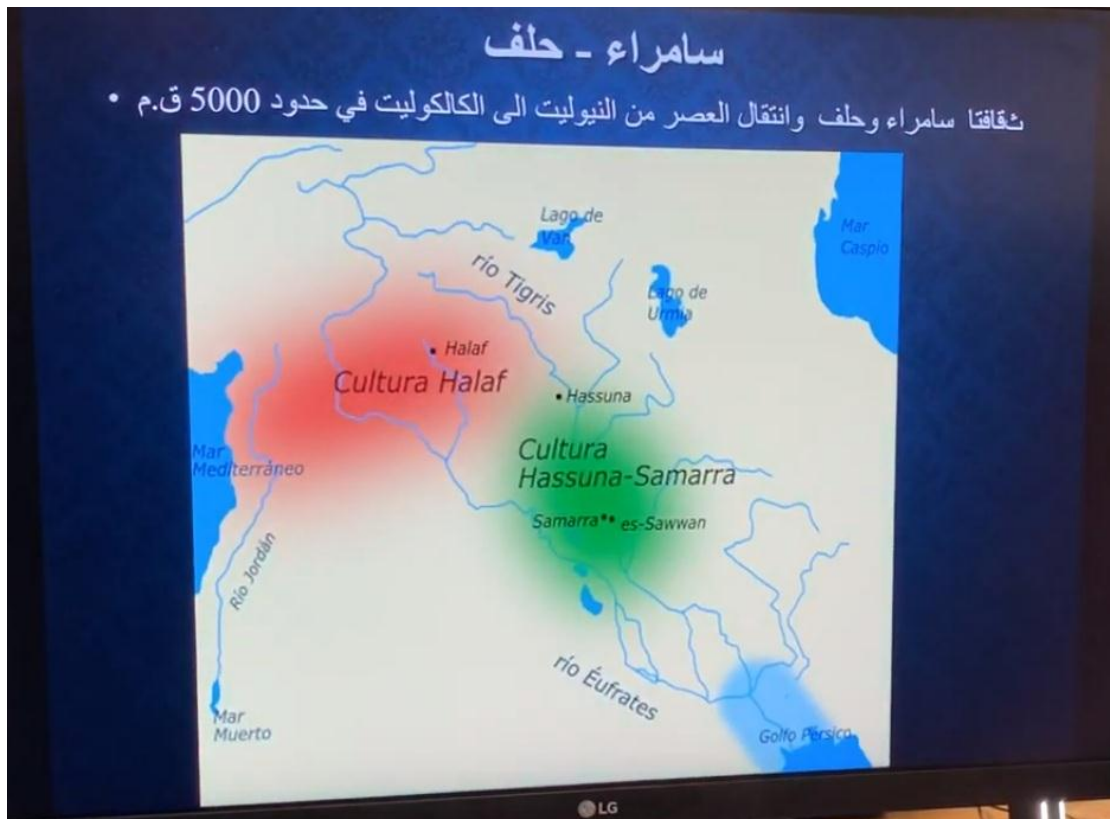 سامراء - حلف
• ثقافتا سامراء وحلف وانتقال العصر من النيوليت الى الكالكوليت في حدود 5000 ق.م
Lago de
Van
Mar
Caspio
río Tigris
Lago de
Urmia
Halaf
Cultura Halaf
Hassuna
Cultura
Hassuna-Samarra
Mar
Mediterráneo
Samarra
es-Sawwan
Río Jordán
río Éufrates
Mar
Muerto
Golfo Pérsico
LG